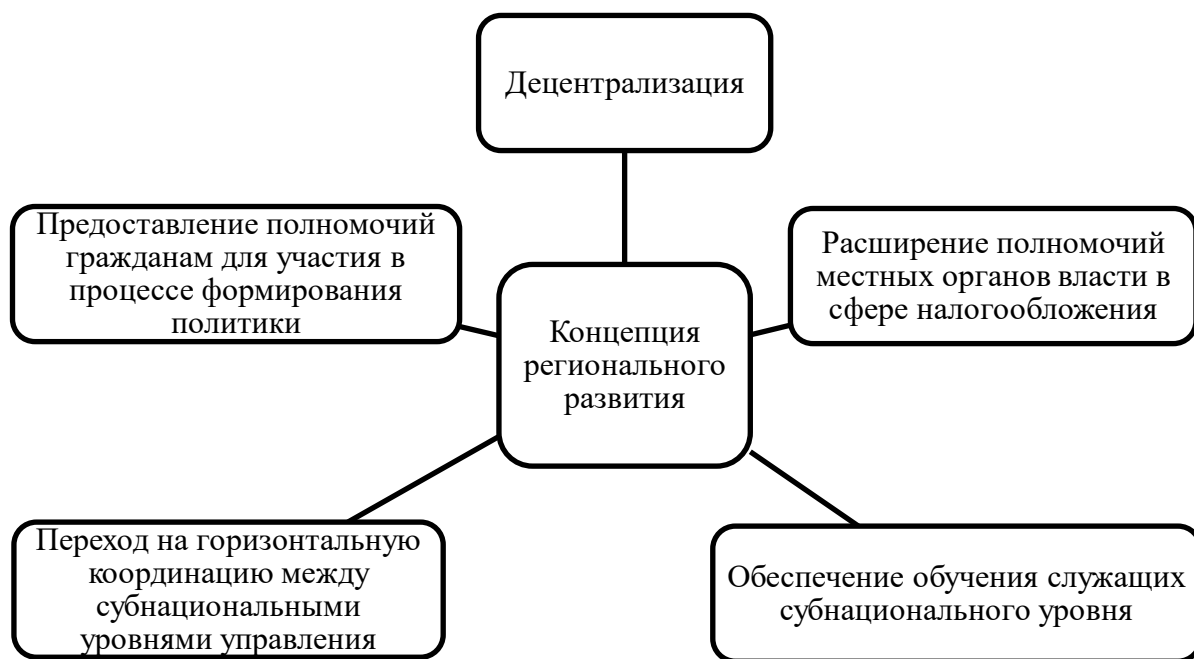 Децентрализация
Предоставление полномочий
гражданам для участия в
процессе формирования
политики
Расширение полномочий
местных органов власти в
сфере налогообложения
Концепция
регионального
развития
Переход на горизонтальную
координацию между
субнациональными
уровнями управления
Обеспечение обучения служащих
субнационального уровня